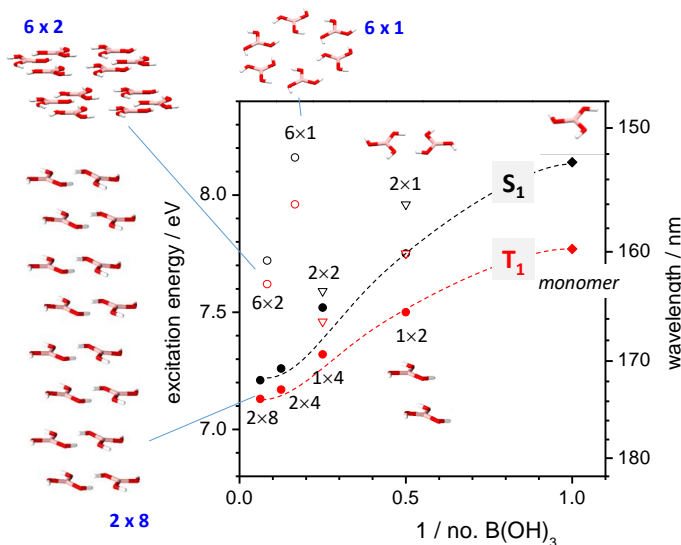 6 x 2
6 x 1
6×1
8.0
7.5
7.0
excitation energy / eV
2×1
S₁
T₁
monomer
2×2
6×2
1×2
1×4
2×4
2×8
150
160
170
180
wavelength / nm
0.0
0.5
1.0
1 / no. B(OH)₃
2 x 8